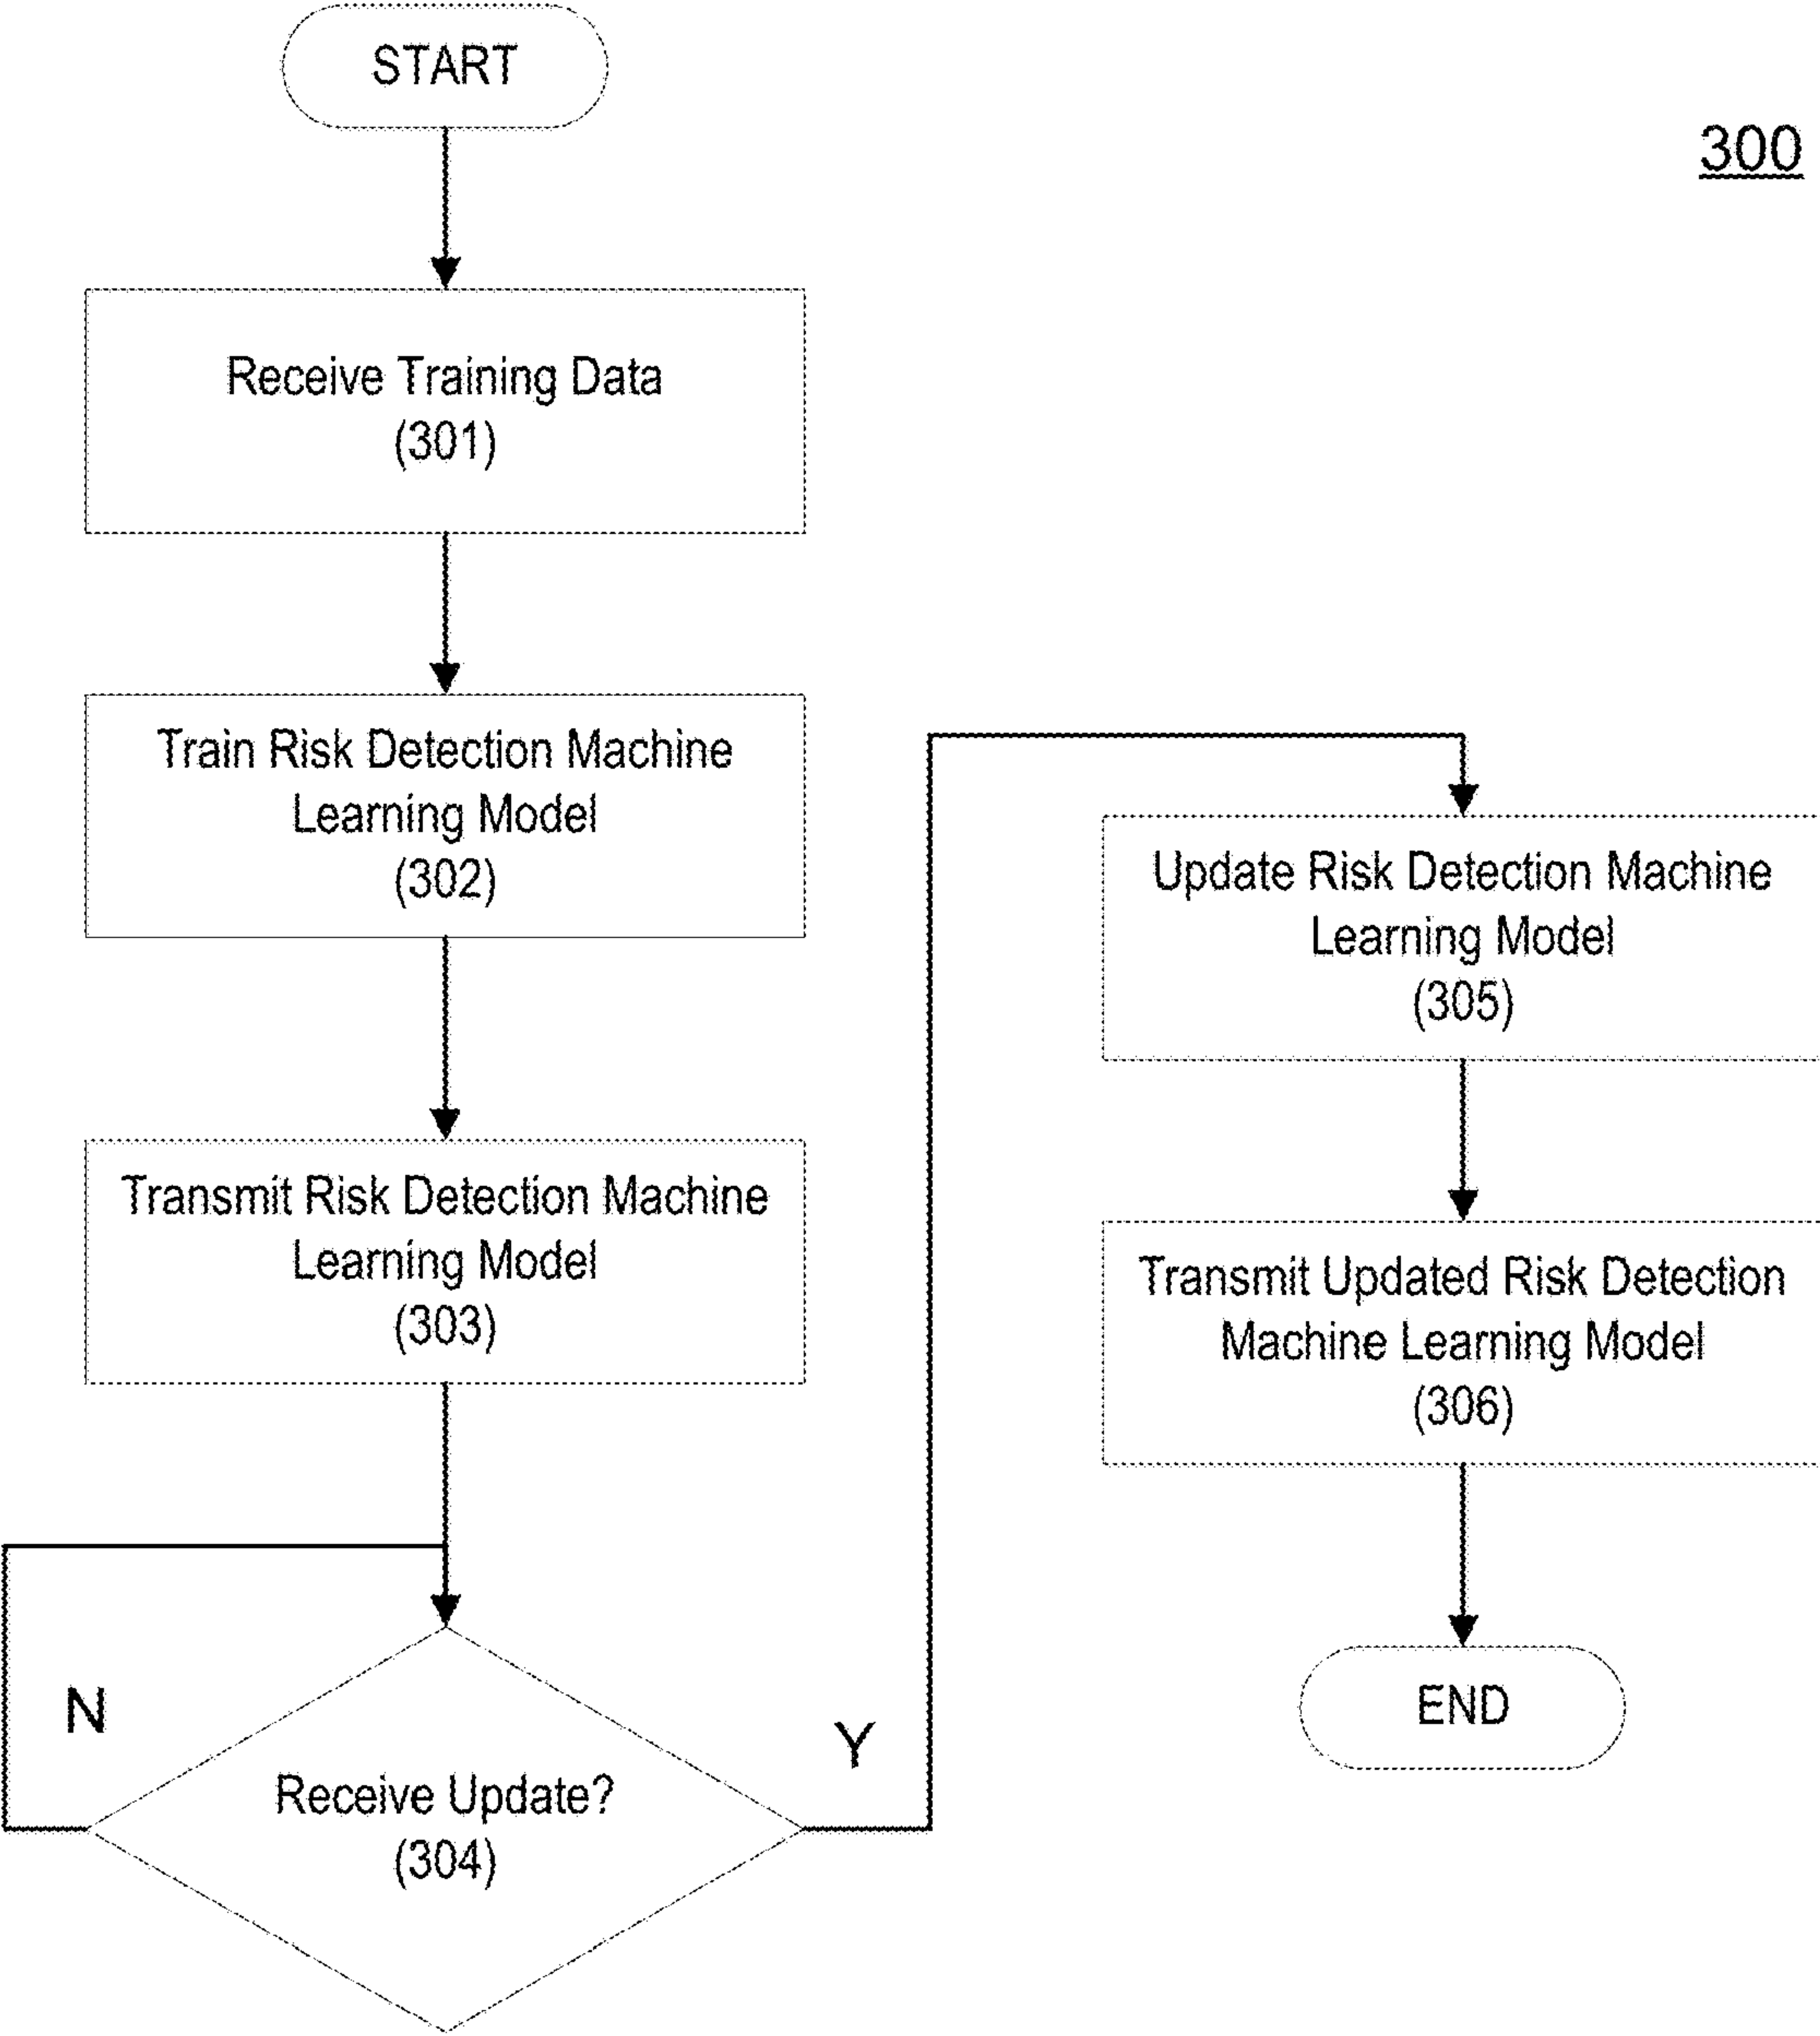 START
300
Receive Training Data
(301)
Train Risk Detection Machine
Learning Model
(302)
Transmit Risk Detection Machine
Learning Model
(303)
N
Y
Receive Update?
(304)
Update Risk Detection Machine
Learning Model
(305)
Transmit Updated Risk Detection
Machine Learning Model
(306)
END